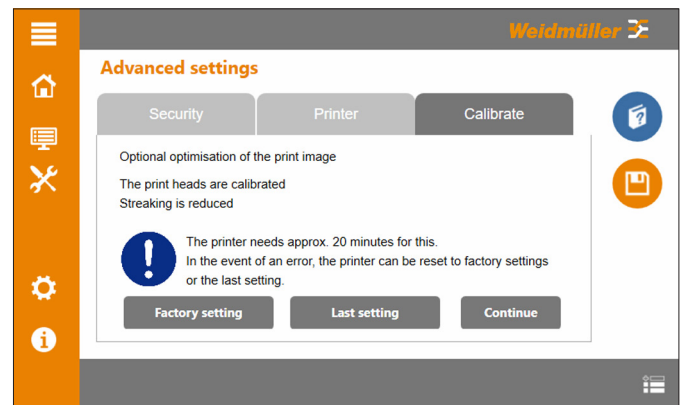 Weidmüller
Advanced settings
Security
Printer
Calibrate
Optional optimisation of the print image
The print heads are calibrated
Streaking is reduced
The printer needs approx. 20 minutes for this.
In the event of an error, the printer can be reset to factory settings
or the last setting.
Factory setting
Last setting
Continue